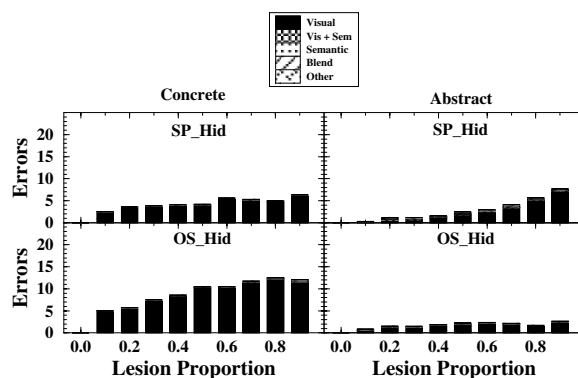 Visual
Vis + Sem
Semantic
Blend
Other
Concrete
Abstract
SP_Hid
SP_Hid
20
15
10
5
0
Errors
OS_Hid
OS_Hid
20
15
10
5
0
Errors
0.0 0.2 0.4 0.6 0.8
0.0 0.2 0.4 0.6 0.8
Lesion Proportion
Lesion Proportion